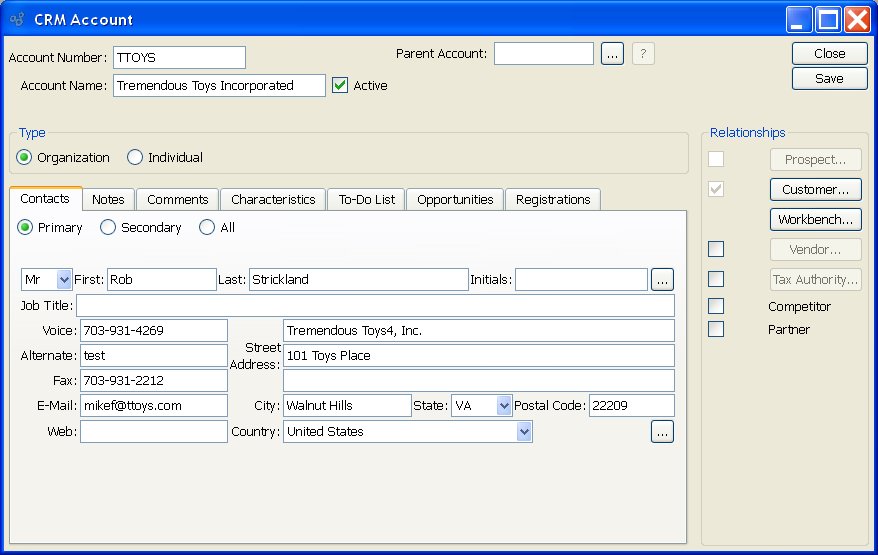 CRM Account
Account Number: TTOYS
Parent Account: ... ?
Close
Account Name: Tremendous Toys Incorporated Active
Save
Type
Organization Individual
Relationships
Prospect...
Customer...
Workbench...
Vendor...
Tax Authority...
Competitor
Partner
Contacts Notes Comments Characteristics To-Do List Opportunities Registrations
Primary Secondary All
Mr First: Rob Last: Strickland Initials: ...
Job Title:
Voice: 703-931-4269
Alternate: test
Fax: 703-931-2212
E-Mail: mikef@ttoys.com
Web:
Street
Address:
Tremendous Toys4, Inc.
101 Toys Place
City: Walnut Hills State: VA Postal Code: 22209
Country: United States ...